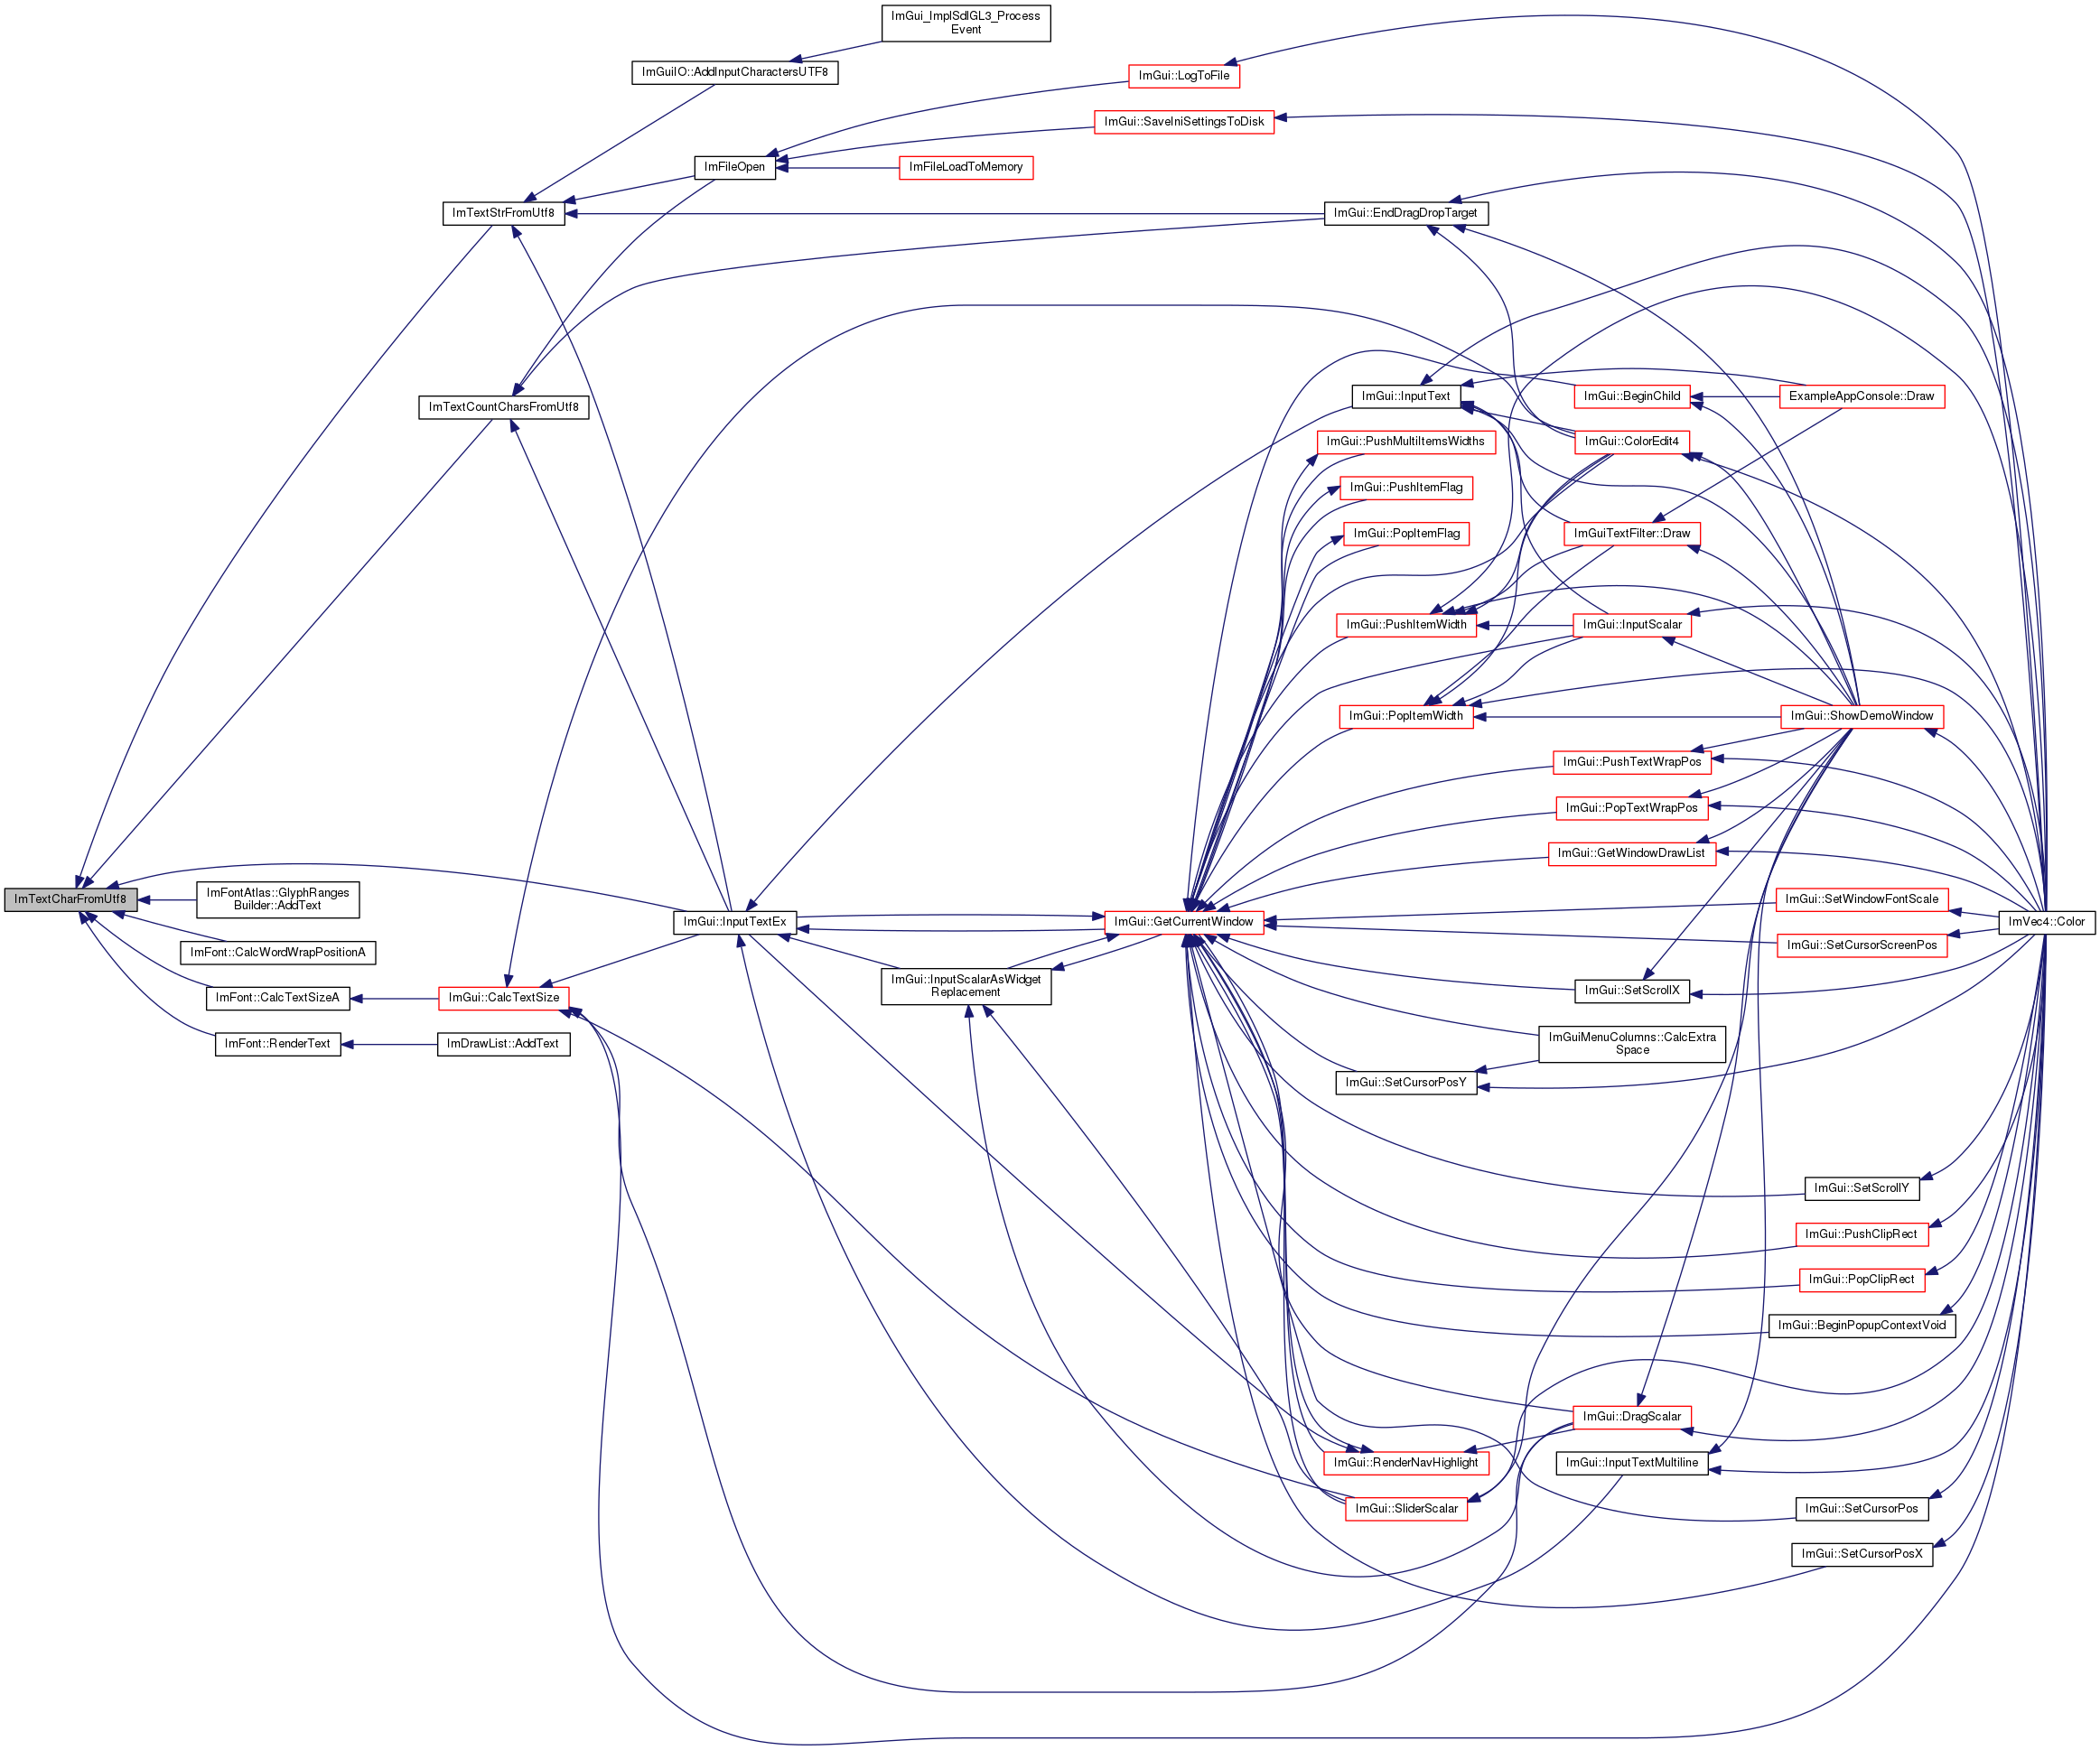 ImGui_ImplSdlGL3_Process
Event
ImGuiIO::AddInputCharactersUTF8
ImGui::LogToFile
ImGui::SaveIniSettingsToDisk
ImFileOpen
ImFileLoadToMemory
ImTextStrFromUtf8
ImGui::EndDragDropTarget
ImGui::InputText
ImGui::BeginChild
ExampleAppConsole::Draw
ImTextCountCharsFromUtf8
ImGui::PushMultiItemsWidths
ImGui::ColorEdit4
ImGui::PushItemFlag
ImGui::PopItemFlag
ImGuiTextFilter::Draw
ImGui::PushItemWidth
ImGui::InputScalar
ImGui::PopItemWidth
ImGui::ShowDemoWindow
ImGui::PushTextWrapPos
ImGui::PopTextWrapPos
ImGui::GetWindowDrawList
ImTextCharFromUtf8
ImFontAtlas::GlyphRanges
Builder::AddText
ImGui::InputTextEx
ImGui::GetCurrentWindow
ImGui::SetWindowFontScale
ImVec4::Color
ImFont::CalcWordWrapPositionA
ImGui::SetCursorScreenPos
ImGui::InputScalarAsWidget
Replacement
ImFont::CalcTextSizeA
ImGui::CalcTextSize
ImGui::SetScrollX
ImFont::RenderText
ImDrawList::AddText
ImGuiMenuColumns::CalcExtra
Space
ImGui::SetCursorPosY
ImGui::SetScrollY
ImGui::PushClipRect
ImGui::PopClipRect
ImGui::BeginPopupContextVoid
ImGui::DragScalar
ImGui::RenderNavHighlight
ImGui::InputTextMultiline
ImGui::SliderScalar
ImGui::SetCursorPos
ImGui::SetCursorPosX